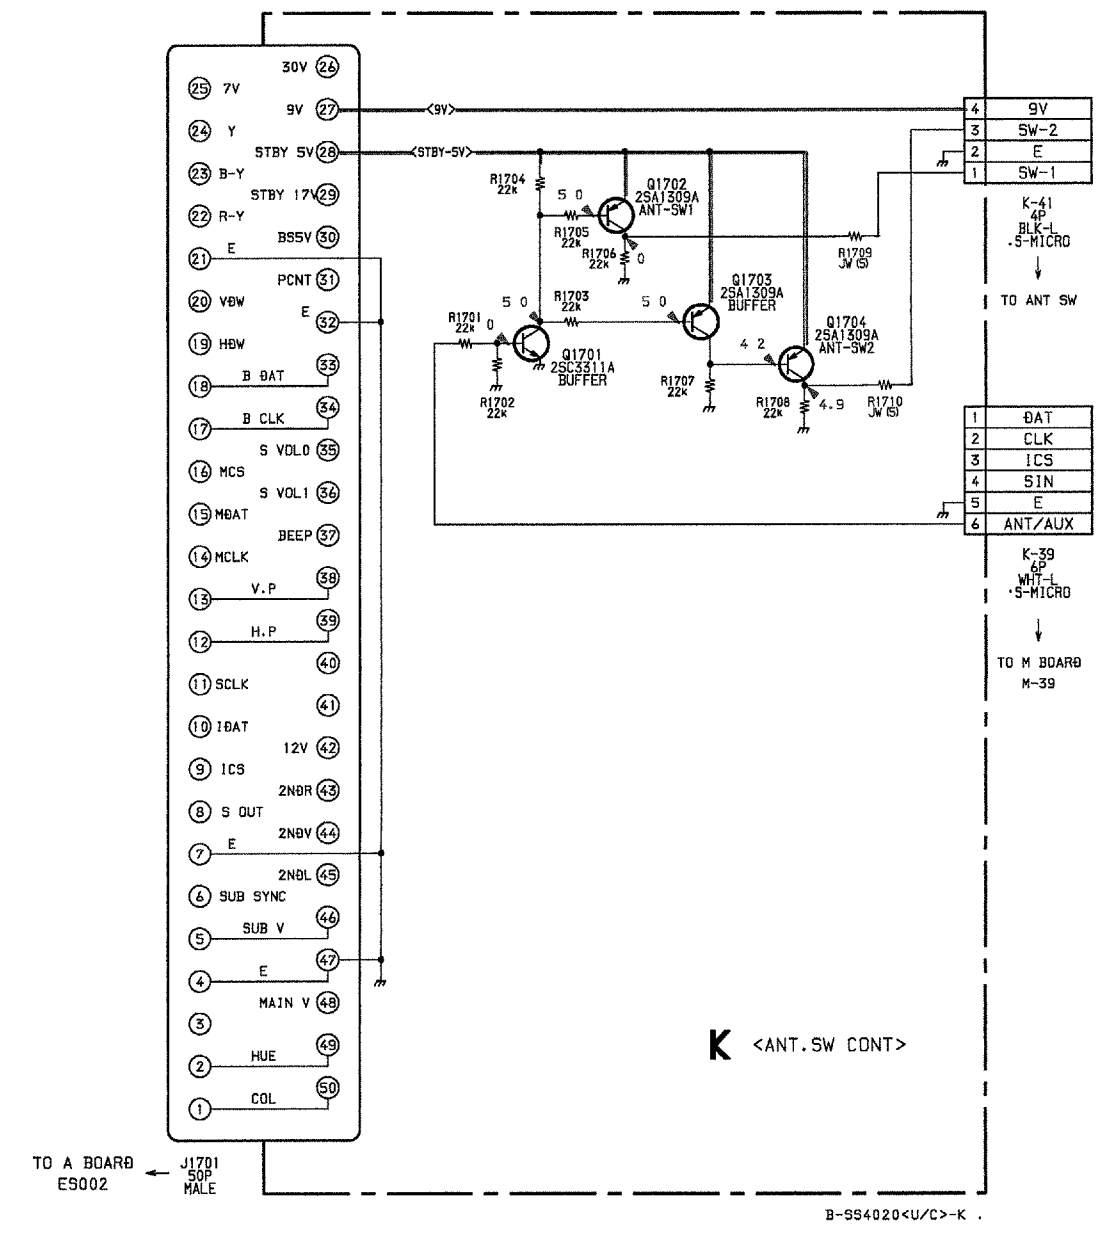 30V 26
25 7V
9V 27 <9V>
24 Y
STBY 5V 28 <STBY-5V>
23 B-Y
STBY 17V 29
22 R-Y
BS5V 30
E
21
PCNT 31
20 VDW
E 32
19 HDW
33
B DAT
18
34
B CLK
17
S VOL0 35
16 MCS
S VOL1 36
15 MDAT
BEEP 37
14 MCLK
38
V.P
13
39
H.P
12
40
11 SCLK
41
10 IDAT
12V 42
9 ICS
2NDR 43
8 S OUT
2NDV 44
E
7
2NDL 45
6 SUB SYNC
46
SUB V
5
47
E
4
MAIN V 48
3
49
HUE
2
50
COL
1
TO A BOARD
ES002
J1701
50P
MALE
R1704
22K
5 0
Q1702
2SA1309A
ANT-SW1
R1705
22K
R1706
22K
0
R1709
JW(5)
R1701
22K
0
5 0
R1703
22K
R1702
22K
Q1701
2SC3311A
BUFFER
5 0
Q1703
2SA1309A
BUFFER
R1707
22K
4 2
Q1704
2SA1309A
ANT-SW2
R1708
22K
4.9
R1710
JW(5)
4 9V
3 SW-2
2 E
1 SW-1
K-41
4P
BLK-L
.S-MICRO
TO ANT SW
1 DAT
2 CLK
3 ICS
4 SIN
5 E
6 ANT/AUX
K-39
6P
WHT-L
.S-MICRO
TO M BOARD
M-39
K <ANT.SW CONT>
B-SS4020<U/C>-K .